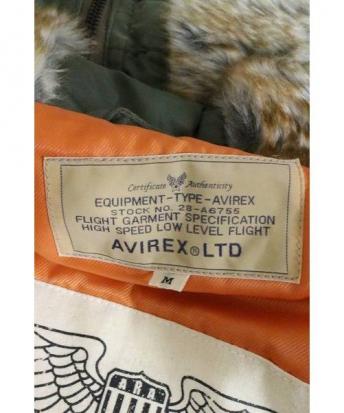 Certificate Authenticity
EQUIPMENT-TYPE-AVIREX
STOCK NO. 28-A6755
FLIGHT GARMENT SPECIFICATION
HIGH SPEED LOW LEVEL FLIGHT
AVIREX® LTD
M
A.R.A.